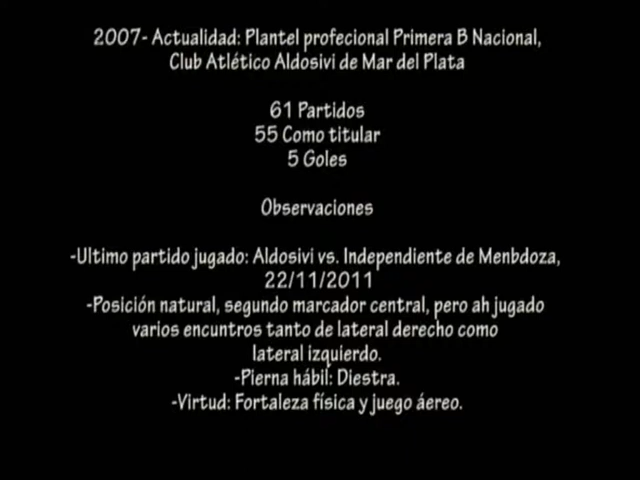 2007- Actualidad: Plantel profecional Primera B Nacional,
Club Atlético Aldosivi de Mar del Plata
61 Partidos
55 Como titular
5 Goles
Observaciones
-Ultimo partido jugado: Aldosivi vs. Independiente de Menbdoza,
22/11/2011
-Posición natural, segundo marcador central, pero ah jugado
varios encuntros tanto de lateral derecho como
lateral izquierdo.
-Pierna hábil: Diestra.
-Virtud: Fortaleza física y juego áereo.